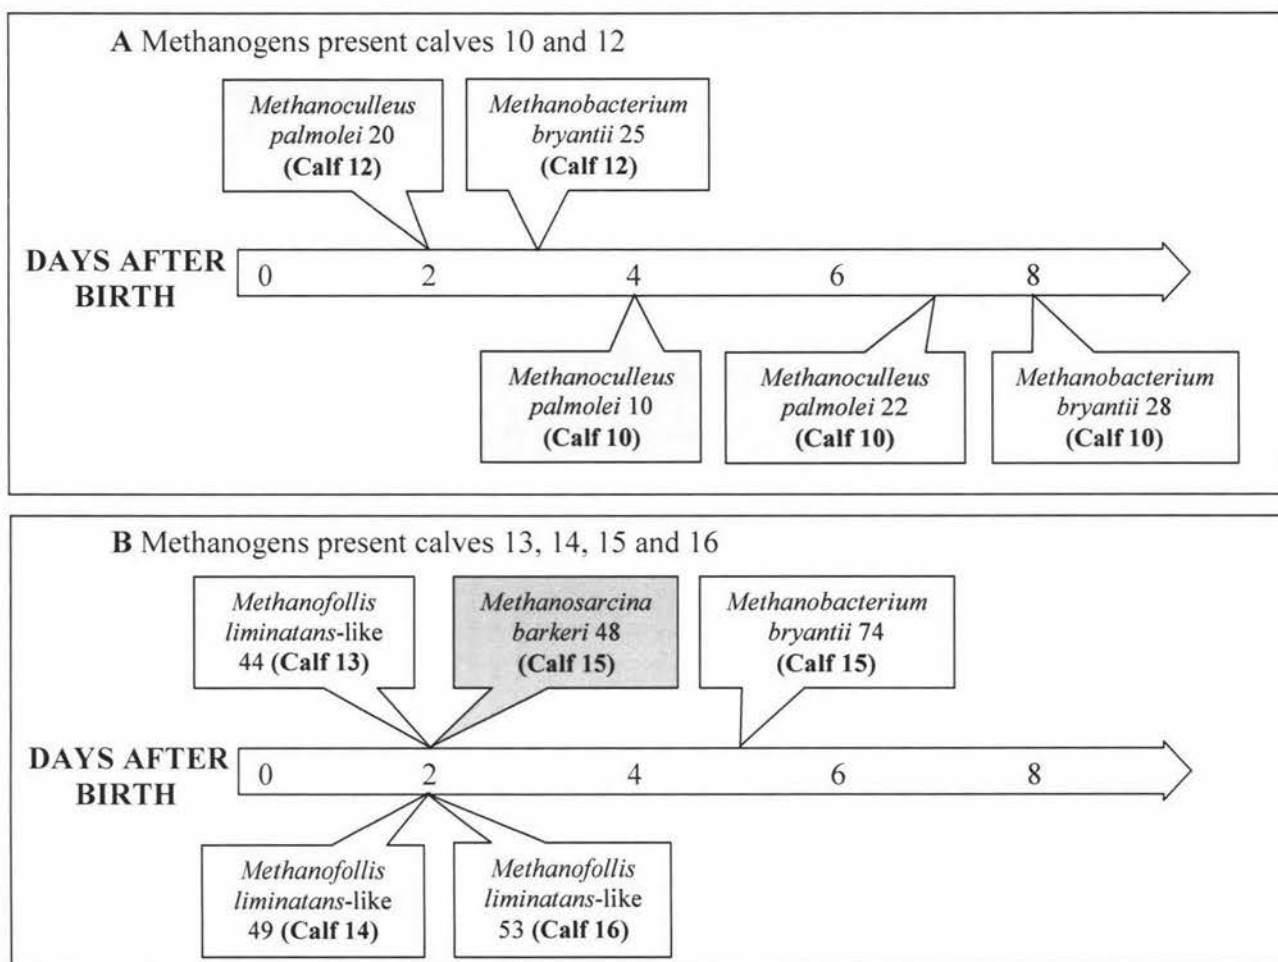 A Methanogens present calves 10 and 12
Methanoculleus
palmolei 20
(Calf 12)
Methanobacterium
bryantii 25
(Calf 12)
DAYS AFTER
BIRTH
0 2 4 6 8
Methanoculleus
palmolei 10
(Calf 10)
Methanoculleus
palmolei 22
(Calf 10)
Methanobacterium
bryantii 28
(Calf 10)
B Methanogens present calves 13, 14, 15 and 16
Methanofollis
liminatans-like
44 (Calf 13)
Methanosarcina
barkeri 48
(Calf 15)
Methanobacterium
bryantii 74
(Calf 15)
DAYS AFTER
BIRTH
0 2 4 6 8
Methanofollis
liminatans-like
49 (Calf 14)
Methanofollis
liminatans-like
53 (Calf 16)